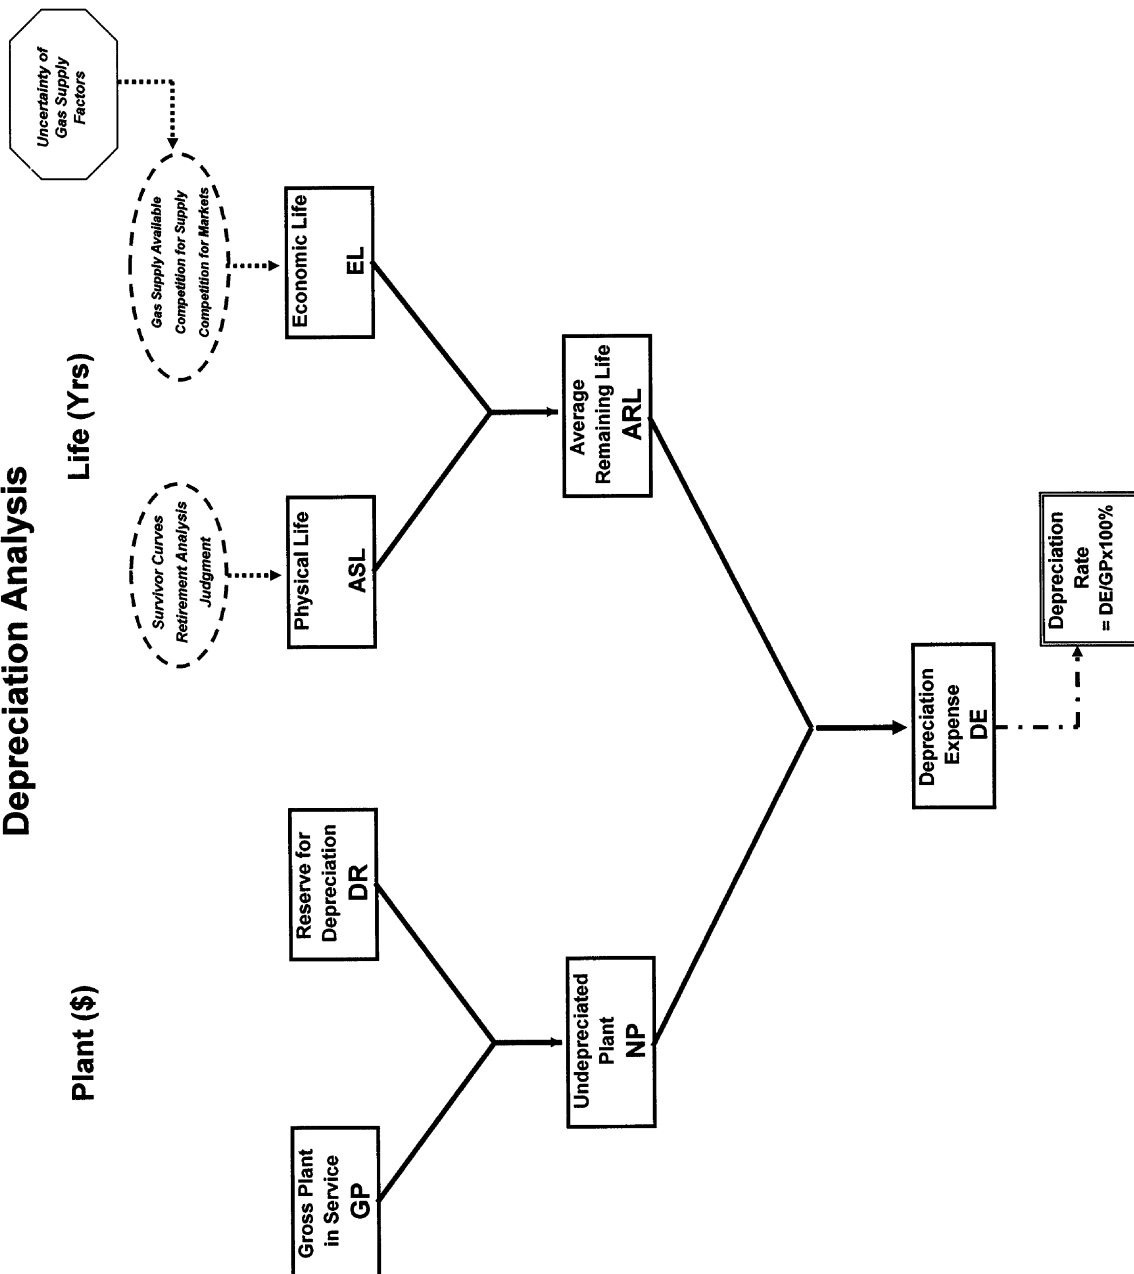 Depreciation Analysis
Plant ($)
Life (Yrs)
Uncertainty of
Gas Supply
Factors
Survivor Curves
Retirement Analysis
Judgment
Gas Supply Available
Competition for Supply
Competition for Markets
Gross Plant
in Service
GP
Reserve for
Depreciation
DR
Physical Life
ASL
Economic Life
EL
Undepreciated
Plant
NP
Average
Remaining Life
ARL
Depreciation
Expense
DE
Depreciation
Rate
= DE/GPx100%